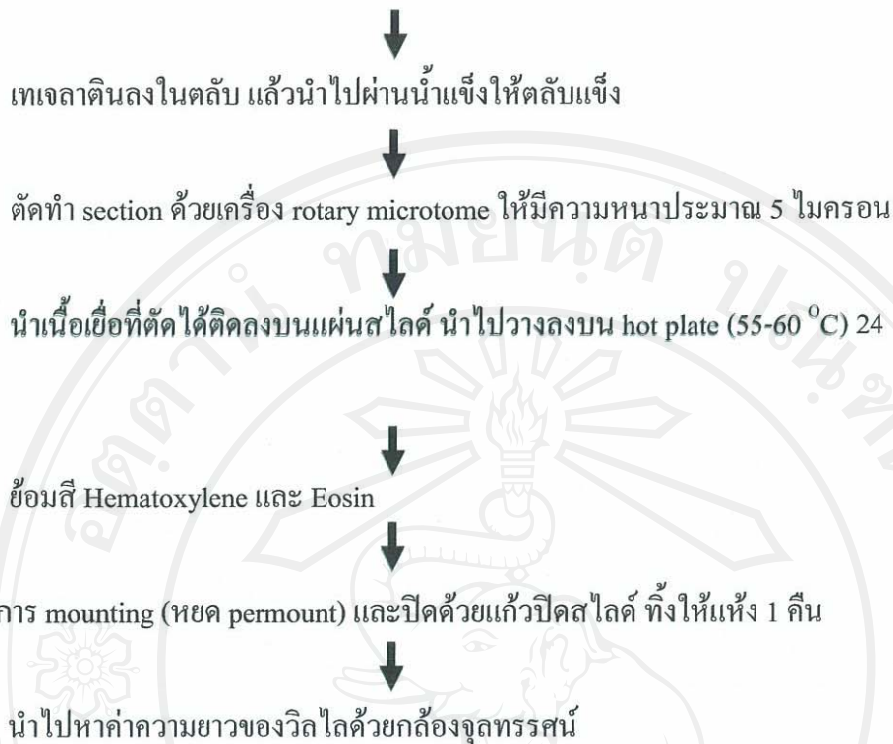 เทเจลาตินลงในตลับ แล้วนำไปผ่านน้ำแข็งให้ตลับแข็ง
ตัดทำ section ด้วยเครื่อง rotary microtome ให้มีความหนาประมาณ 5 ไมครอน
นำเนื้อเยื่อที่ตัดได้ติดลงบนแผ่นสไลด์ นำไปวางลงบน hot plate (55-60 °C) 24
ย้อมสี Hematoxylene และ Eosin
การ mounting (หยด permount) และปิดด้วยแก้วปิดสไลด์ ทิ้งให้แห้ง 1 คืน
นำไปหาค่าความยาวของวิลไลด้วยกล้องจุลทรรศน์